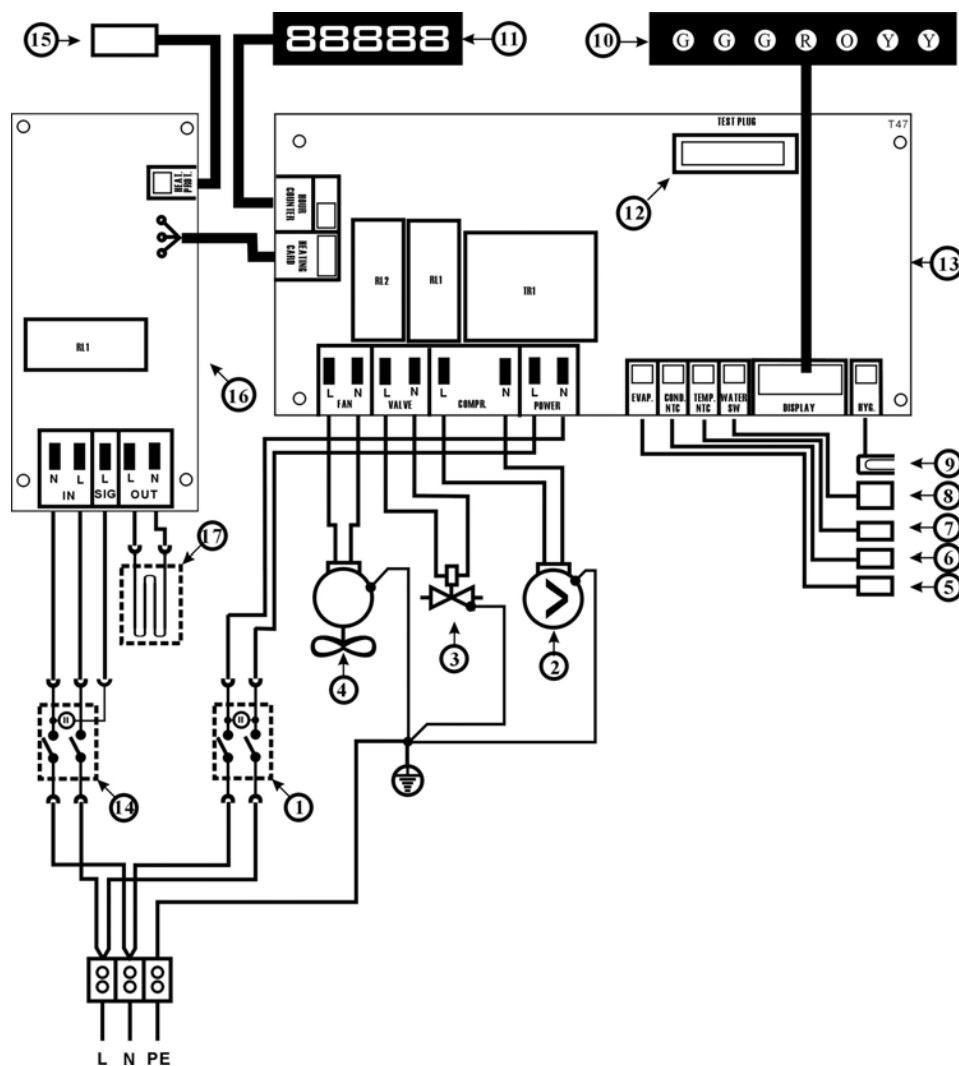 15
88888
11
10
G G G R O Y Y
T47
TEST PLUG
12
HEAT. PROT.
HOUR COUNTER
HEATING CARD
13
RL2
RL1
TR1
RL1
16
L N L N L N L N
FAN VALVE COMPR. POWER
EVAP.
COND. NTC
TEMP. NTC
WATER SW
DISPLAY
HYG.
N L L L N
IN SIG OUT
9
8
7
6
5
17
4
3
2
14
1
L N PE